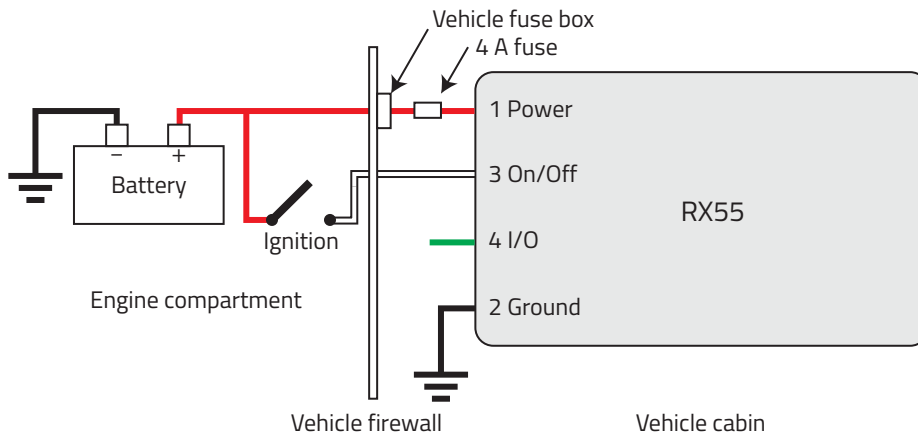 Vehicle fuse box
4 A fuse
1 Power
− +
Battery
3 On/Off
RX55
Ignition
4 I/O
Engine compartment
2 Ground
Vehicle firewall
Vehicle cabin